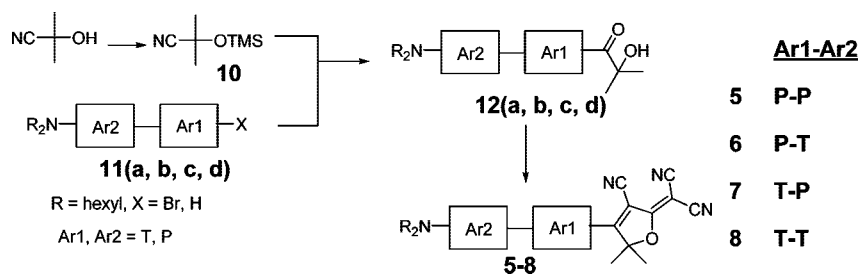 NC OH NC OTMS
10
R₂N Ar2 Ar1 X
11(a, b, c, d)
R = hexyl, X = Br, H
Ar1, Ar2 = T, P
R₂N Ar2 Ar1 O OH
12(a, b, c, d)
R₂N Ar2 Ar1 NC NC CN O
5-8
Ar1-Ar2
5 P-P
6 P-T
7 T-P
8 T-T